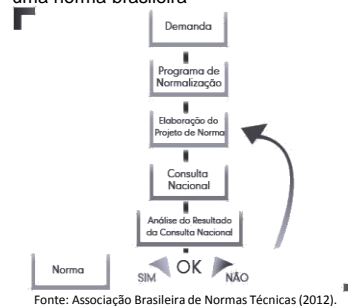 uma norma brasileira
Demanda
Programa de
Normalização
Elaboração do
Projeto de Norma
Consulta
Nacional
Análise do Resultado
da Consulta Nacional
Norma
SIM
OK
NÃO
Fonte: Associação Brasileira de Normas Técnicas (2012).